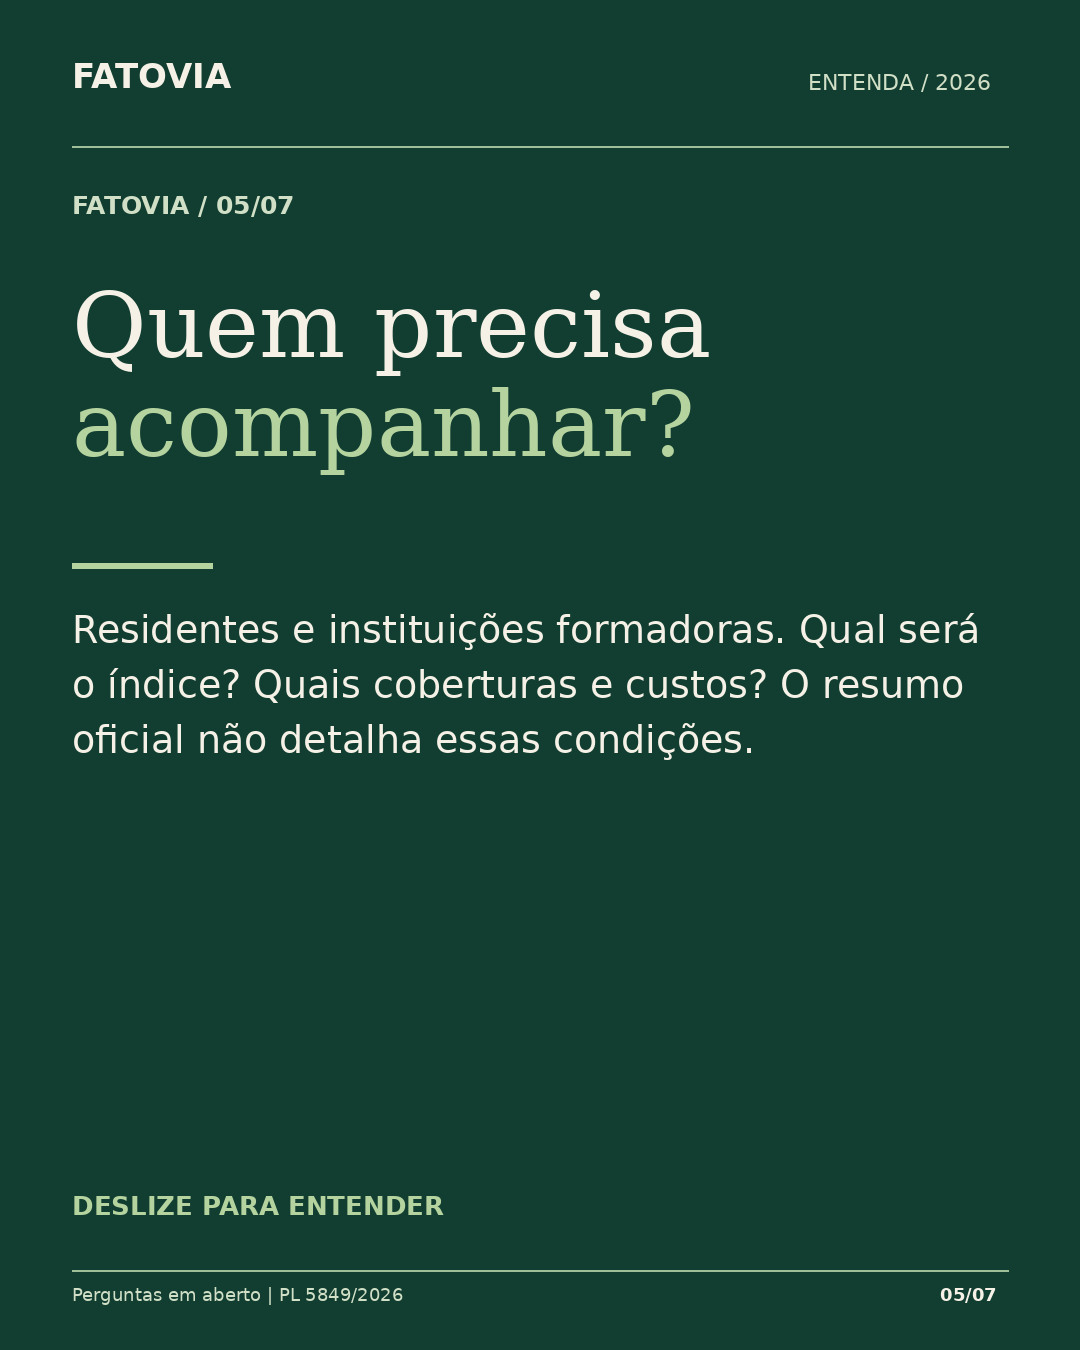 FATOVIA
ENTENDA / 2026
FATOVIA / 05/07
Quem precisa
acompanhar?
Residentes e instituições formadoras. Qual será
o índice? Quais coberturas e custos? O resumo
oficial não detalha essas condições.
DESLIZE PARA ENTENDER
Perguntas em aberto | PL 5849/2026
05/07